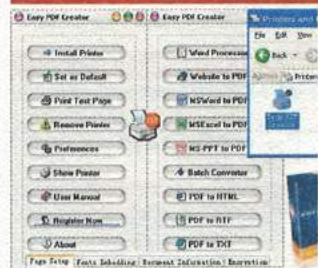 Easy PDF Creator
Install Printer
Set as Default
Print Test Page
Remove Printer
Preferences
Show Printer
User Manual
Register Now
About
Page Setup Fonts Embedding Document Information Encryption
Easy PDF Creator
Word Processor
Website to PDF
MSWord to PDF
MSExcel to PDF
MS-PPT to PDF
Batch Converter
PDF to HTML
PDF to RTF
PDF to TXT
Printers and
File Edit View
Back
Address Printers